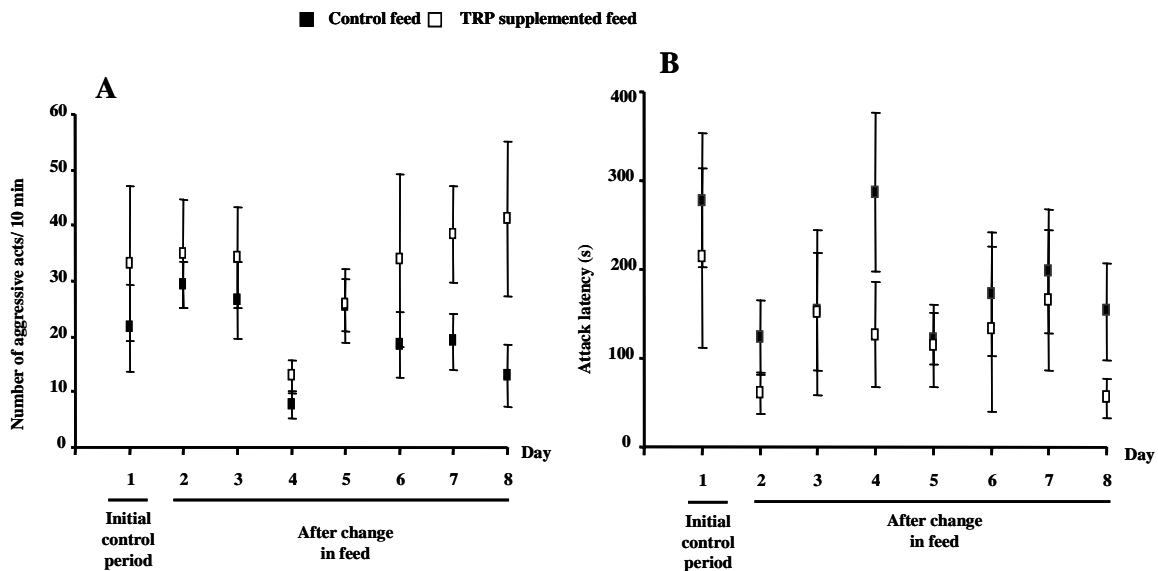 Control feed TRP supplemented feed
A
Number of aggressive acts/ 10 min
60
50
40
30
20
10
0
Day
1 2 3 4 5 6 7 8
Initial
control
period
After change
in feed
B
Attack latency (s)
400
300
200
100
0
Day
1 2 3 4 5 6 7 8
Initial
control
period
After change
in feed